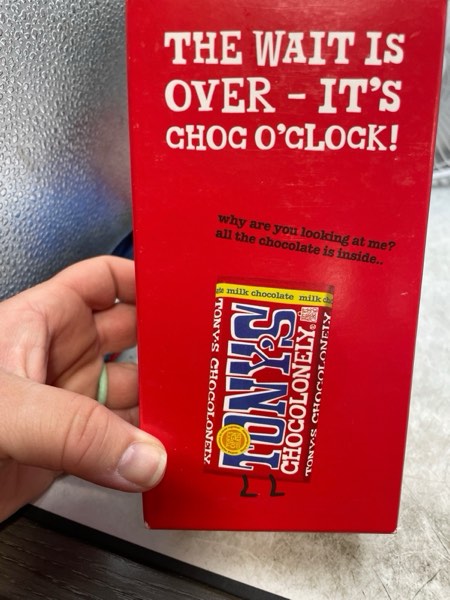 THE WAIT IS
OVER – IT'S
CHOC O'CLOCK!
why are you looking at me?
all the chocolate is inside..
milk chocolate milk
TONY'S CHOCOLONELY
TONY'S
CHOCOLONELY
TONY'S CHOCOLONELY